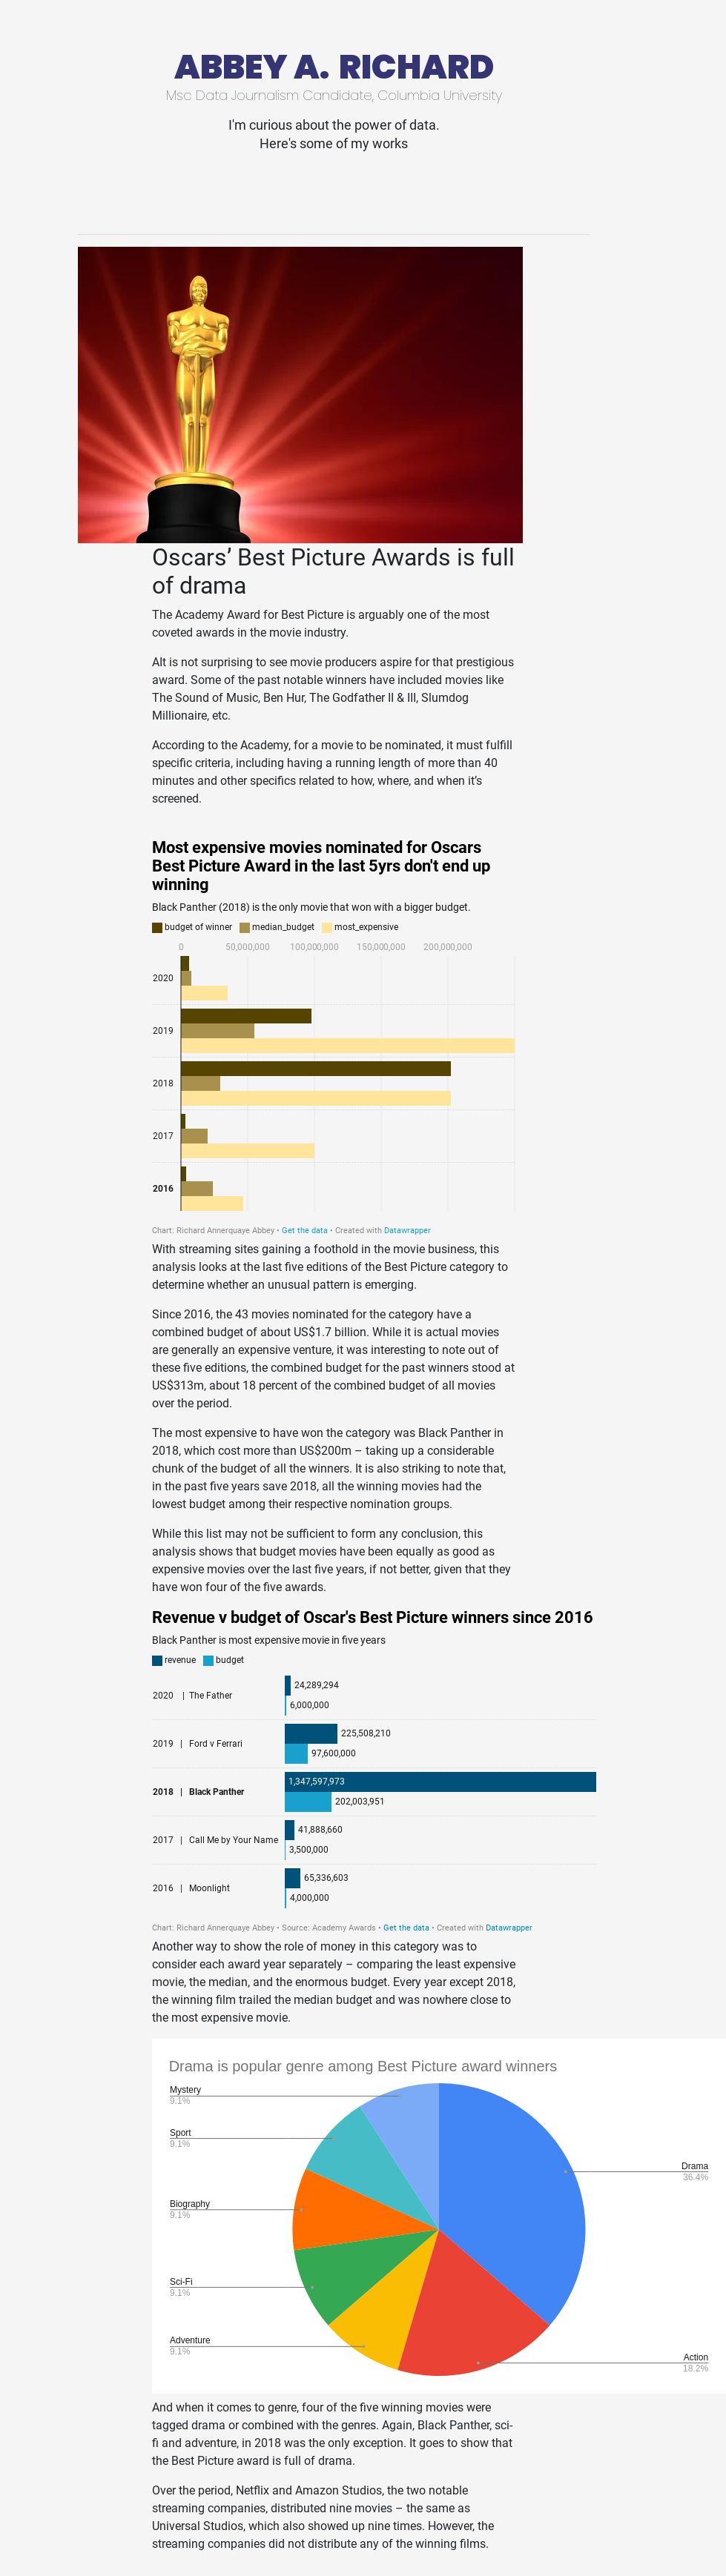 ABBEY A. RICHARD
Msc Data Journalism Candidate, Columbia University
I'm curious about the power of data.
Here's some of my works
Oscars’ Best Picture Awards is full
of drama
The Academy Award for Best Picture is arguably one of the most
coveted awards in the movie industry.
Alt is not surprising to see movie producers aspire for that prestigious
award. Some of the past notable winners have included movies like
The Sound of Music, Ben Hur, The Godfather II & III, Slumdog
Millionaire, etc.
According to the Academy, for a movie to be nominated, it must fulfill
specific criteria, including having a running length of more than 40
minutes and other specifics related to how, where, and when it’s
screened.
Most expensive movies nominated for Oscars
Best Picture Award in the last 5yrs don't end up
winning
Black Panther (2018) is the only movie that won with a bigger budget.
budget of winner median_budget most_expensive
0 50,000,000 100,000,000 150,000,000 200,000,000
2020
2019
2018
2017
2016
Chart: Richard Annerquaye Abbey • Get the data • Created with Datawrapper
With streaming sites gaining a foothold in the movie business, this
analysis looks at the last five editions of the Best Picture category to
determine whether an unusual pattern is emerging.
Since 2016, the 43 movies nominated for the category have a
combined budget of about US$1.7 billion. While it is actual movies
are generally an expensive venture, it was interesting to note out of
these five editions, the combined budget for the past winners stood at
US$313m, about 18 percent of the combined budget of all movies
over the period.
The most expensive to have won the category was Black Panther in
2018, which cost more than US$200m – taking up a considerable
chunk of the budget of all the winners. It is also striking to note that,
in the past five years save 2018, all the winning movies had the
lowest budget among their respective nomination groups.
While this list may not be sufficient to form any conclusion, this
analysis shows that budget movies have been equally as good as
expensive movies over the last five years, if not better, given that they
have won four of the five awards.
Revenue v budget of Oscar's Best Picture winners since 2016
Black Panther is most expensive movie in five years
revenue budget
2020 | The Father 24,289,294
6,000,000
2019 | Ford v Ferrari 225,508,210
97,600,000
2018 | Black Panther 1,347,597,973
202,003,951
2017 | Call Me by Your Name 41,888,660
3,500,000
2016 | Moonlight 65,336,603
4,000,000
Chart: Richard Annerquaye Abbey • Source: Academy Awards • Get the data • Created with Datawrapper
Another way to show the role of money in this category was to
consider each award year separately – comparing the least expensive
movie, the median, and the enormous budget. Every year except 2018,
the winning film trailed the median budget and was nowhere close to
the most expensive movie.
Drama is popular genre among Best Picture award winners
Mystery
9.1%
Sport
9.1%
Drama
36.4%
Biography
9.1%
Sci-Fi
9.1%
Adventure
9.1%
Action
18.2%
And when it comes to genre, four of the five winning movies were
tagged drama or combined with the genres. Again, Black Panther, sci-
fi and adventure, in 2018 was the only exception. It goes to show that
the Best Picture award is full of drama.
Over the period, Netflix and Amazon Studios, the two notable
streaming companies, distributed nine movies – the same as
Universal Studios, which also showed up nine times. However, the
streaming companies did not distribute any of the winning films.